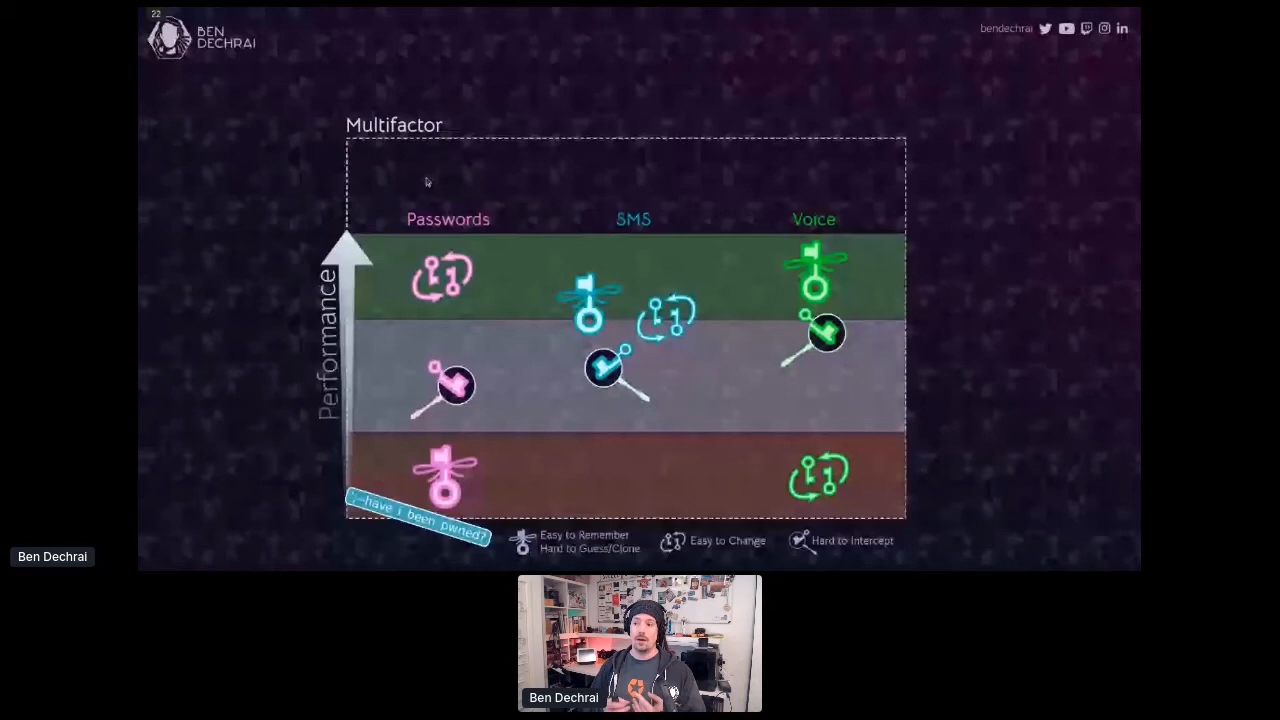 22
BEN
DECHRAI
bendechrai
Multifactor
Passwords
SMS
Voice
Performance
';--have i been pwned?
Easy to Remember
Hard to Guess/Clone
Easy to Change
Hard to Intercept
Ben Dechrai
Ben Dechrai